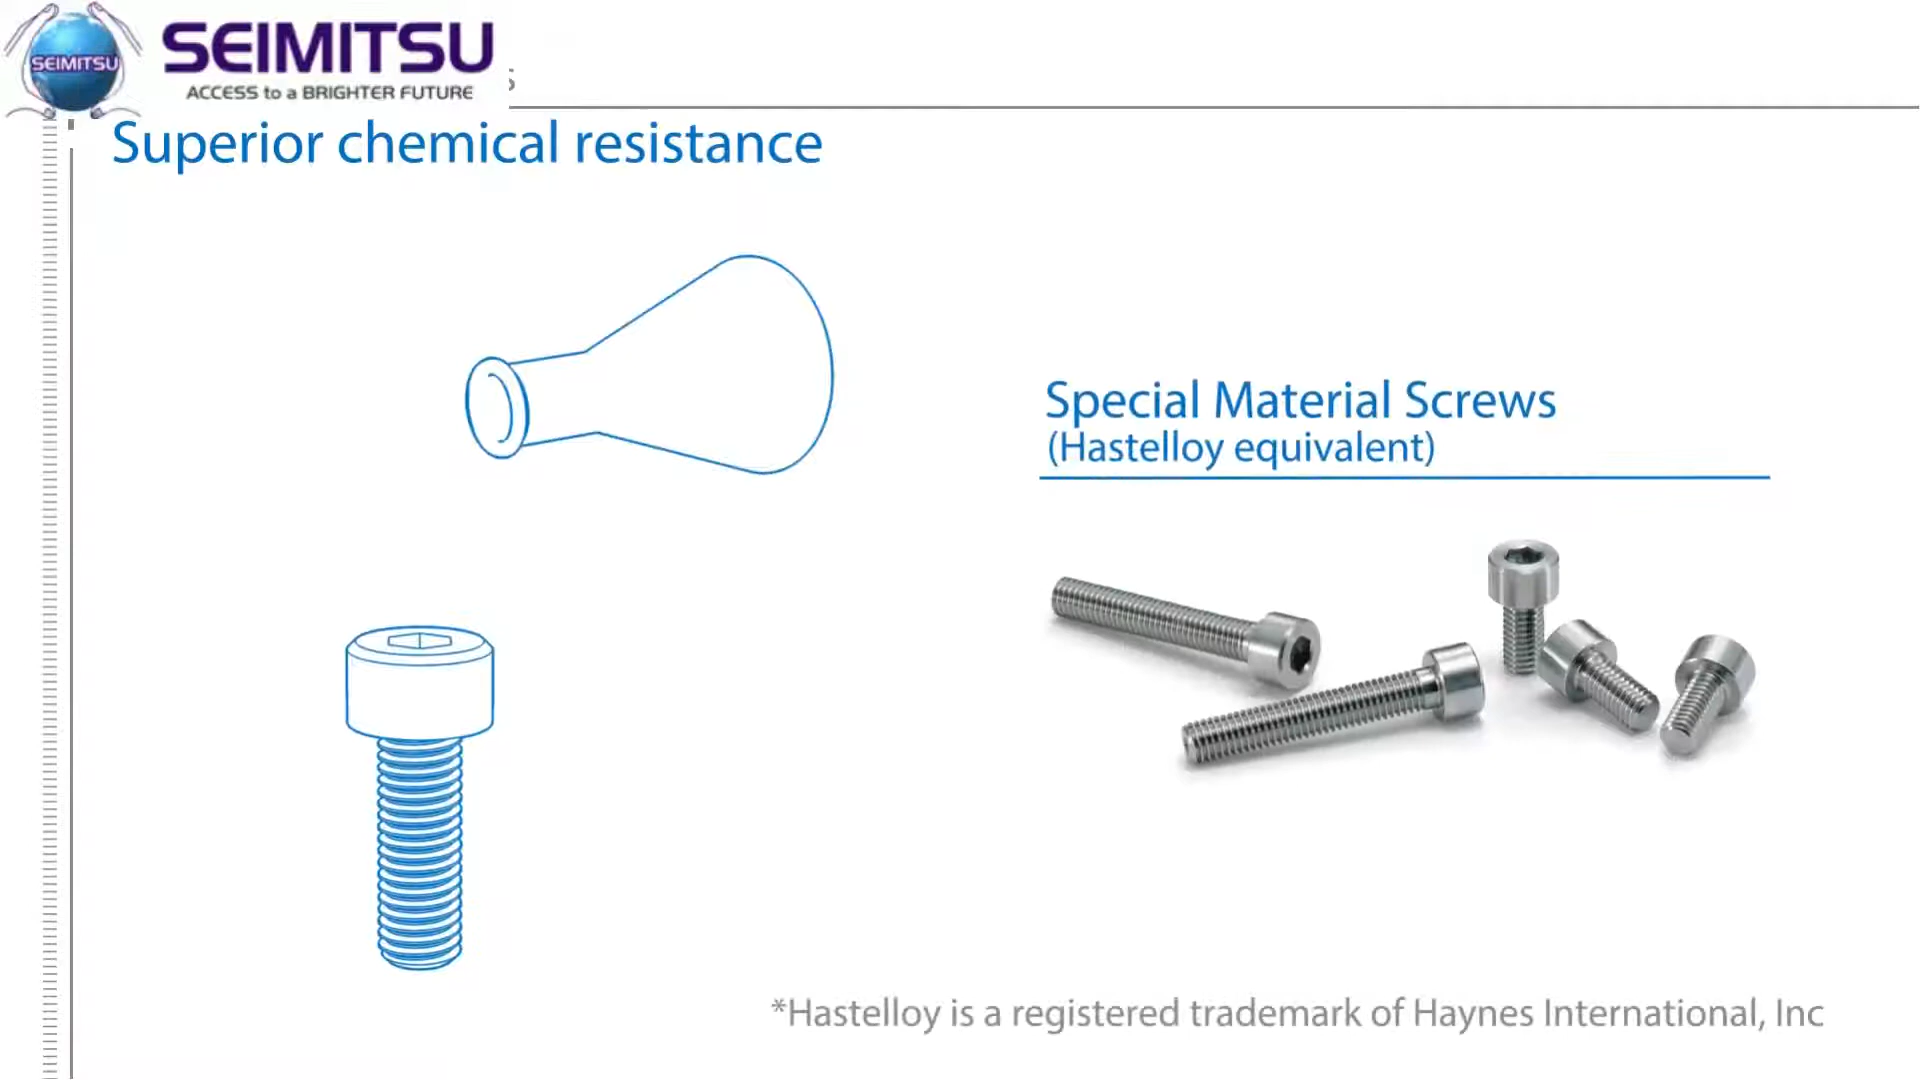 SEIMITSU
SEIMITSU
ACCESS to a BRIGHTER FUTURE
Superior chemical resistance
Special Material Screws
(Hastelloy equivalent)
*Hastelloy is a registered trademark of Haynes International, Inc